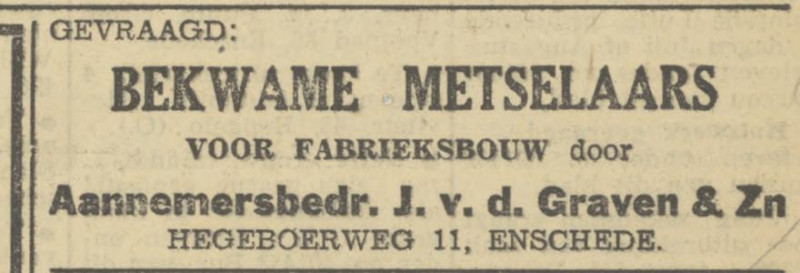 GEVRAAGD:
BEKWAME METSELAARS
VOOR FABRIEKSBOUW door
Aannemersbedr. J. v. d. Graven & Zn
HEGEBOERWEG 11, ENSCHEDE.